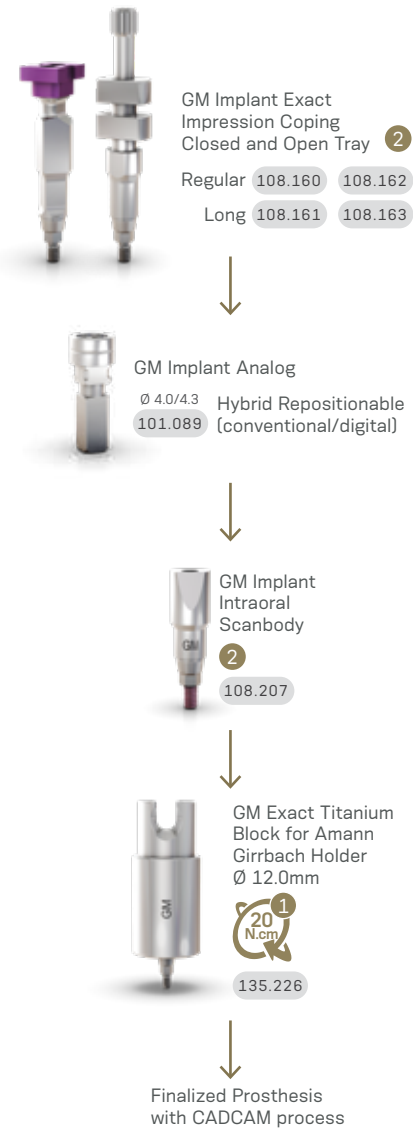 GM Implant Exact
Impression Coping
Closed and Open Tray 2
Regular 108.160 108.162
Long 108.161 108.163
GM Implant Analog
Ø 4.0/4.3
101.089
Hybrid Repositionable
(conventional/digital)
GM Implant
Intraoral
Scanbody
GM
2
108.207
GM Exact Titanium
Block for Amann
Girrbach Holder
Ø 12.0mm
GM
1
20
N.cm
135.226
Finalized Prosthesis
with CADCAM process